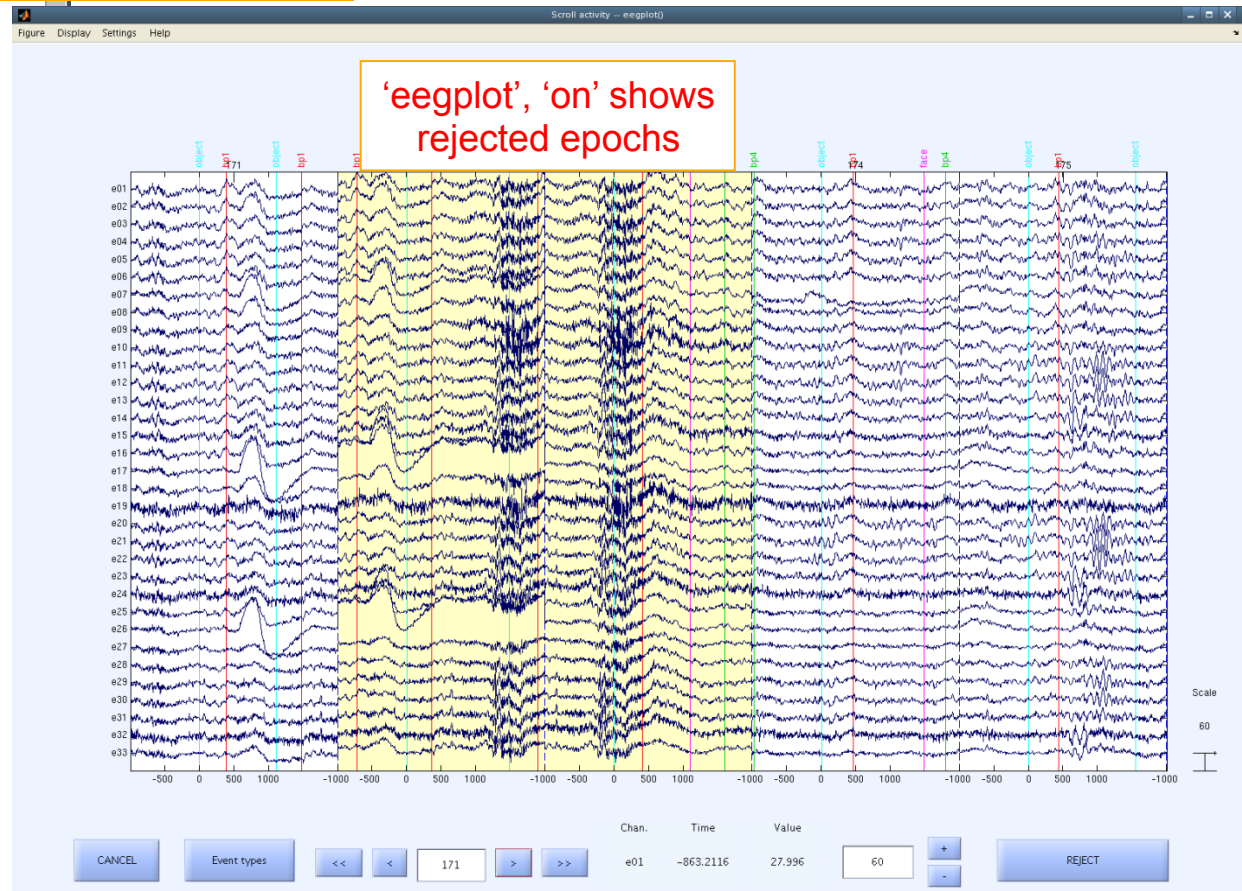 Scroll activity -- eegplot()
Figure Display Settings Help
‘eegplot’, ‘on’ shows
rejected epochs
object bp1 171 object bp1 bp1 bp4 object bp1 174 face bp4 object bp1 175 object
e01
e02
e03
e04
e05
e06
e07
e08
e09
e10
e11
e12
e13
e14
e15
e16
e17
e18
e19
e20
e21
e22
e23
e24
e25
e26
e27
e28
e29
e30
e31
e32
e33
Scale
60
-500 0 500 1000 -1000 -500 0 500 1000 -1000 -500 0 500 1000 -1000 -500 0 500 1000 -1000 -500 0 500 1000 -1000
Chan. Time Value
CANCEL Event types << < 171 > >> e01 -863.2116 27.996 60 + - REJECT